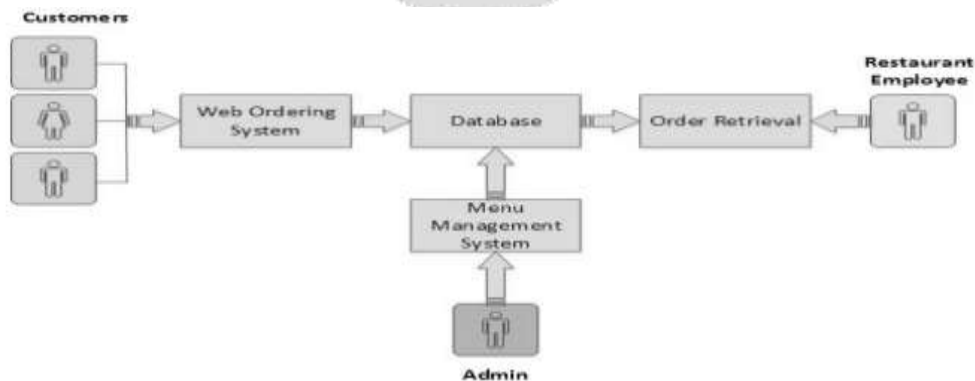 Customers
Restaurant
Employee
Web Ordering
System
Database
Order Retrieval
Menu
Management
System
Admin